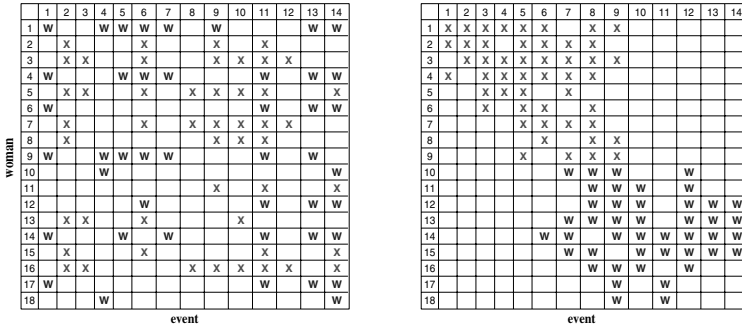 1 2 3 4 5 6 7 8 9 10 11 12 13 14
1 W W W W W W W W
2 X X X X
3 X X X X X X X
4 W W W W W W W
5 X X X X X X X X
6 W W W W
7 X X X X X X X
8 X X X X
9 W W W W W W W
10 W W
11 X X X
12 W W W W
13 X X X X
14 W W W W W W
15 X X X X
16 X X X X X X X X
17 W W W W
18 W W
woman
event
1 2 3 4 5 6 7 8 9 10 11 12 13 14
1 X X X X X X X X
2 X X X X X X X
3 X X X X X X X X
4 X X X X X X X
5 X X X X
6 X X X X
7 X X X X
8 X X X
9 X X X X
10 W W W W
11 W W W W
12 W W W W W W
13 W W W W W W W
14 W W W W W W W W
15 W W W W W W W
16 W W W W
17 W W
18 W W
event